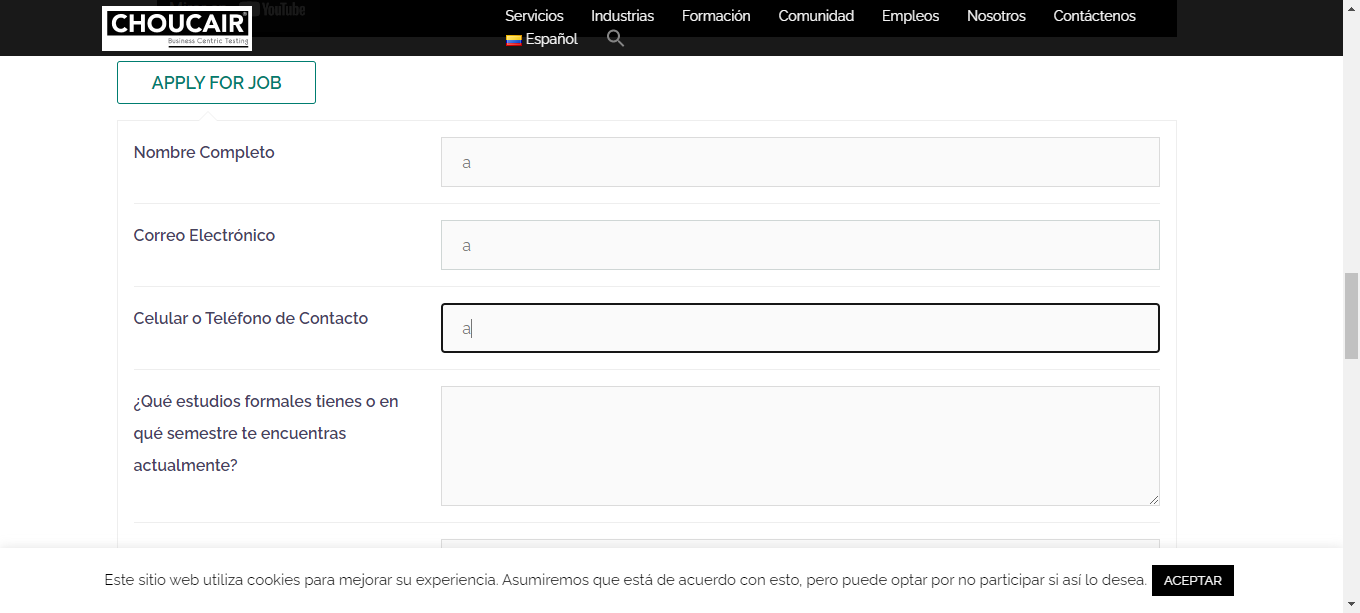 YouTube
CHOUCAIR
Business Centric Testing
Servicios Industrias Formación Comunidad Empleos Nosotros Contáctenos
Español
APPLY FOR JOB
Nombre Completo
a
Correo Electrónico
a
Celular o Teléfono de Contacto
a
¿Qué estudios formales tienes o en
qué semestre te encuentras
actualmente?
Este sitio web utiliza cookies para mejorar su experiencia. Asumiremos que está de acuerdo con esto, pero puede optar por no participar si así lo desea. ACEPTAR